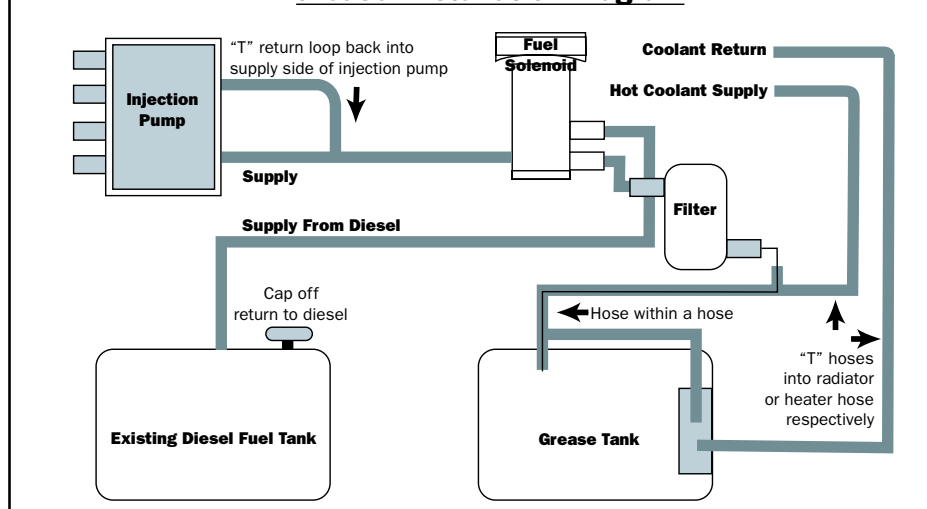 "T" return loop back into
supply side of injection pump
Fuel
Solenoid
Coolant Return
Hot Coolant Supply
Injection
Pump
Supply
Filter
Supply From Diesel
Cap off
return to diesel
Hose within a hose
"T" hoses
into radiator
or heater hose
respectively
Existing Diesel Fuel Tank
Grease Tank